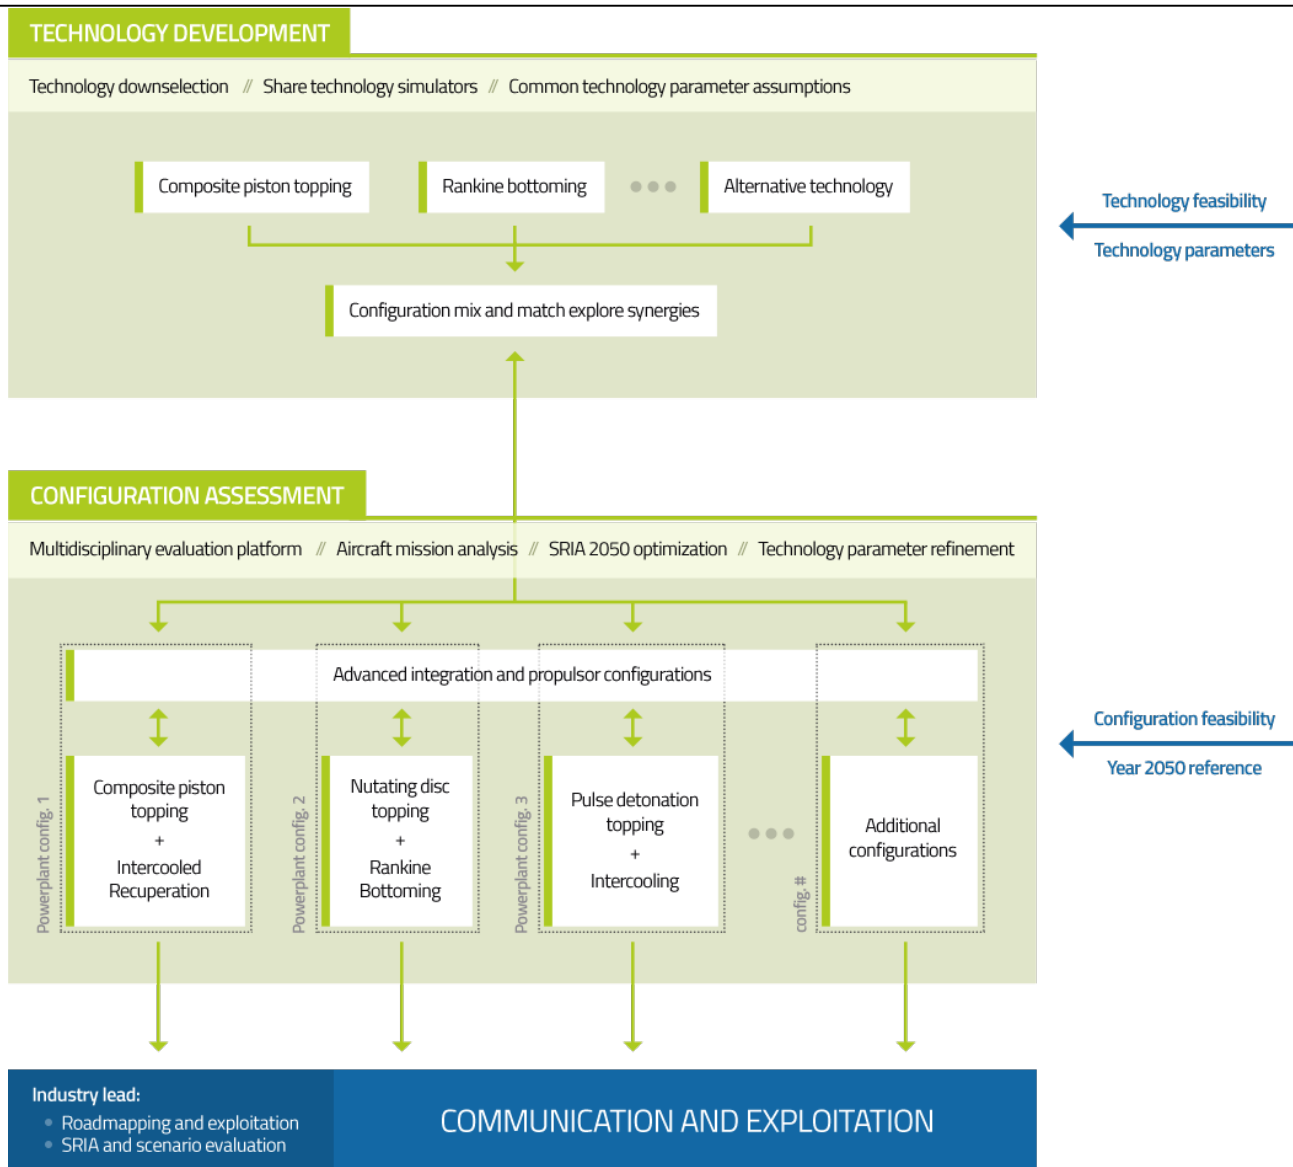 TECHNOLOGY DEVELOPMENT
Technology downselection // Share technology simulators // Common technology parameter assumptions
Composite piston topping
Rankine bottoming
Alternative technology
Configuration mix and match explore synergies
Technology feasibility
Technology parameters
CONFIGURATION ASSESSMENT
Multidisciplinary evaluation platform // Aircraft mission analysis // SRIA 2050 optimization // Technology parameter refinement
Advanced integration and propulsor configurations
Powerplant config. 1
Composite piston
topping
+
Intercooled
Recuperation
Powerplant config. 2
Nutating disc
topping
+
Rankine
Bottoming
Powerplant config. 3
Pulse detonation
topping
+
Intercooling
config. #
Additional
configurations
Configuration feasibility
Year 2050 reference
Industry lead:
• Roadmapping and exploitation
• SRIA and scenario evaluation
COMMUNICATION AND EXPLOITATION